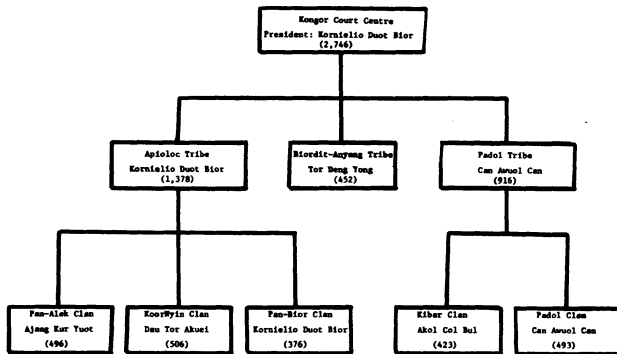 Kongor Court Centre
President: Kornielio Duot Bior
(2,746)
Apioloc Tribe
Kornielio Duot Bior
(1,378)
Biordit-Anyang Tribe
Tor Deng Yong
(452)
Padol Tribe
Can Awuol Can
(916)
Pan-Alek Clan
Ajang Kur Yuot
(496)
KoorNyin Clan
Dau Tor Akuei
(506)
Pan-Bior Clan
Kornielio Duot Bior
(376)
Kibar Clan
Akol Col Bul
(423)
Padol Clan
Can Awuol Can
(493)